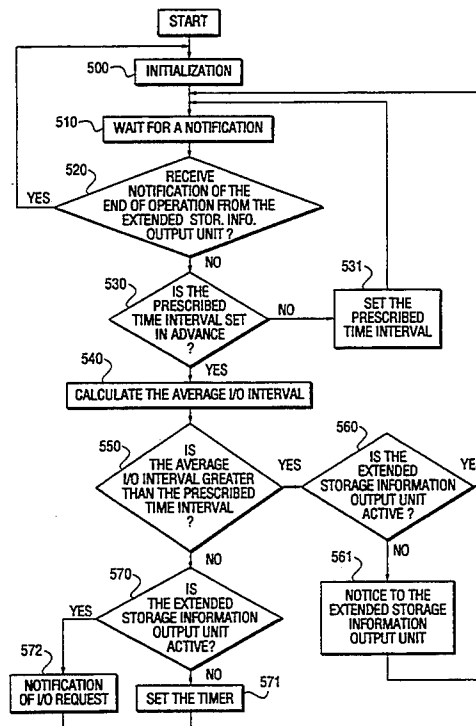 START
500
INITIALIZATION
510
WAIT FOR A NOTIFICATION
520
RECEIVE
NOTIFICATION OF THE
END OF OPERATION FROM THE
EXTENDED STOR. INFO.
OUTPUT UNIT ?
YES
NO
530
IS THE
PRESCRIBED
TIME INTERVAL SET
IN ADVANCE
?
NO
531
SET THE
PRESCRIBED
TIME INTERVAL
YES
540
CALCULATE THE AVERAGE I/O INTERVAL
550
IS
THE AVERAGE
I/O INTERVAL GREATER
THAN THE PRESCRIBED
TIME INTERVAL
?
YES
560
IS THE
EXTENDED
STORAGE INFORMATION
OUTPUT UNIT
ACTIVE ?
YE
NO
NO
561
NOTICE TO THE
EXTENDED STORAGE
INFORMATION
OUTPUT UNIT
570
IS
THE EXTENDED
STORAGE INFORMATION
OUTPUT UNIT
ACTIVE?
YES
NO
572
NOTIFICATION
OF I/O REQUEST
571
SET THE TIMER